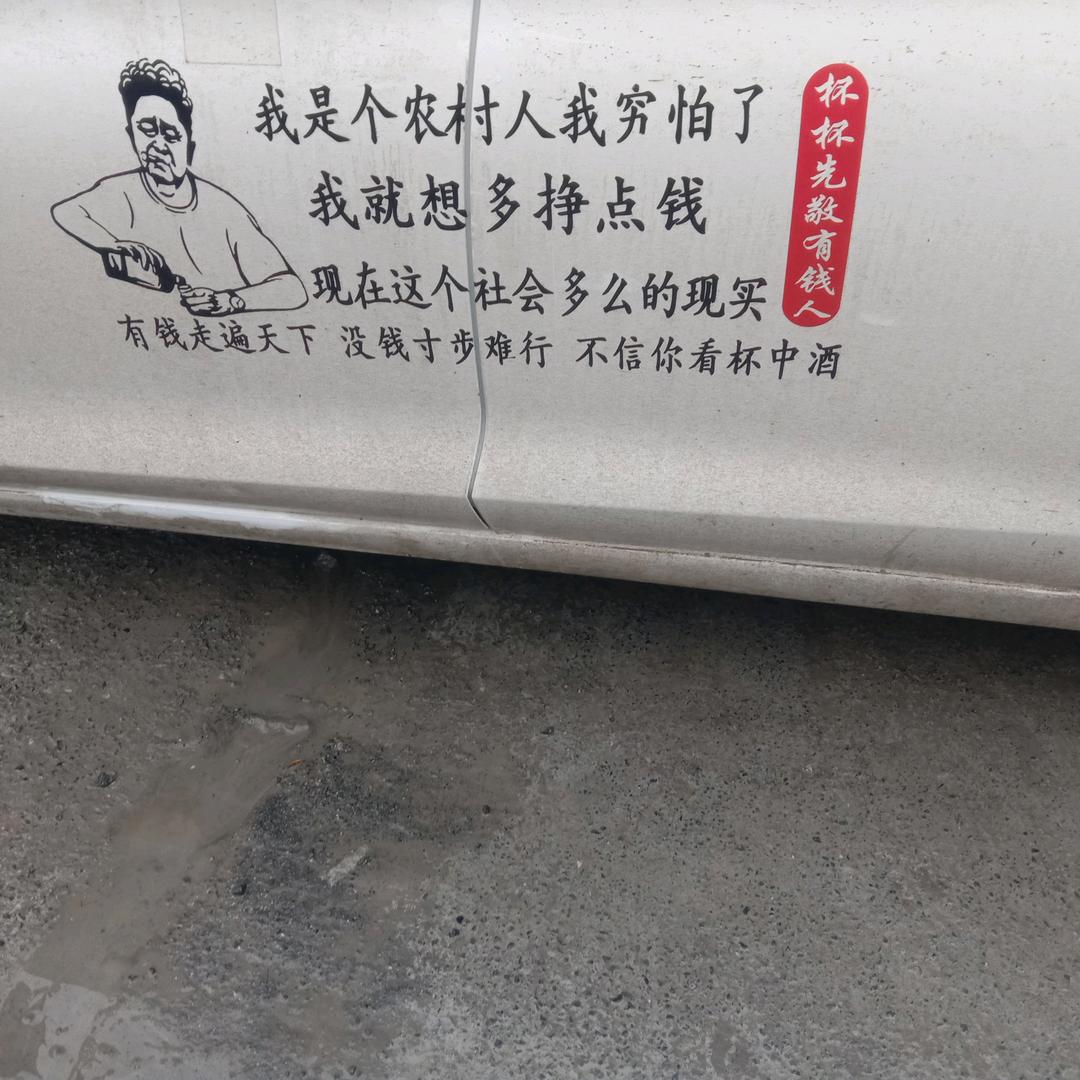 我是个农村人我穷怕了
我就想多挣点钱
现在这个社会多么的现实
有钱走遍天下 没钱寸步难行 不信你看杯中酒
杯杯先敬有钱人